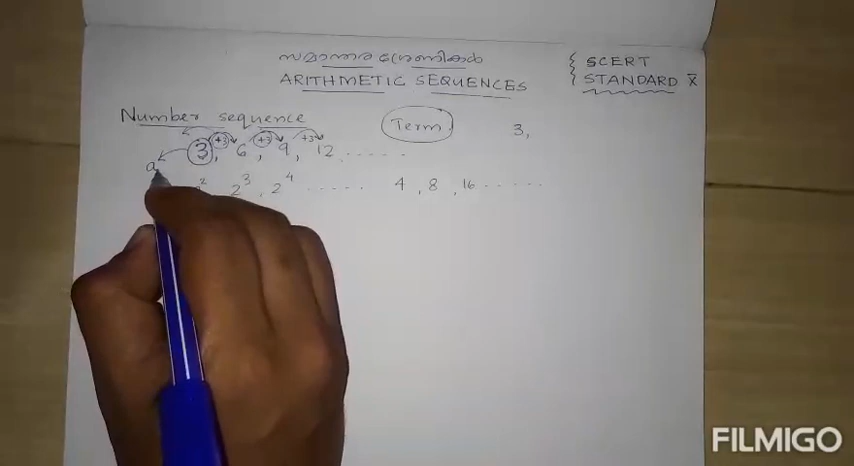 സമാന്തര ശ്രേണികൾ
ARITHMETIC SEQUENCES
SCERT
STANDARD X
Number sequence
Term
3,
+3 +3 +3
3, 6, 9, 12 ......
a
2³, 2⁴ ...... 4, 8, 16 ......
FILMIGO